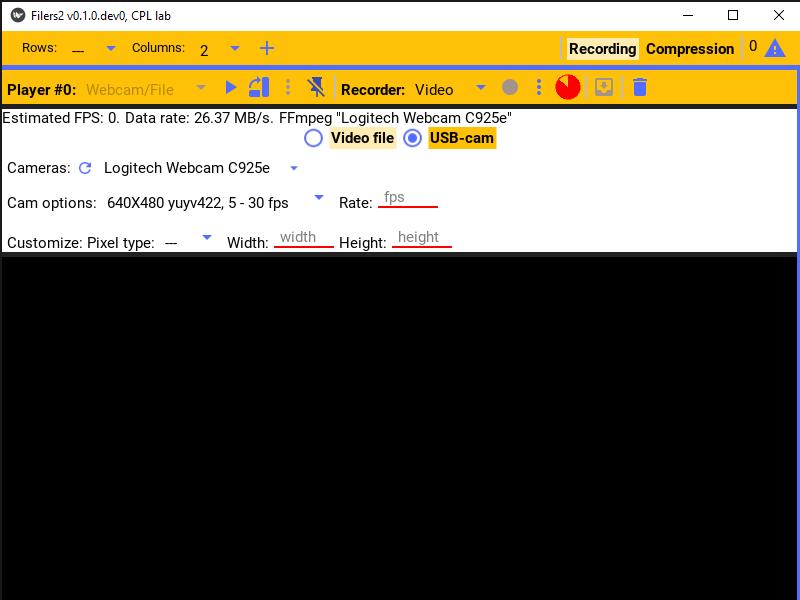 Filers2 v0.1.0.dev0, CPL lab
Rows: --- Columns: 2 Recording Compression 0
Player #0: Webcam/File Recorder: Video
Estimated FPS: 0. Data rate: 26.37 MB/s. FFmpeg "Logitech Webcam C925e"
Video file USB-cam
Cameras: Logitech Webcam C925e
Cam options: 640X480 yuyv422, 5 - 30 fps Rate: fps
Customize: Pixel type: --- Width: width Height: height